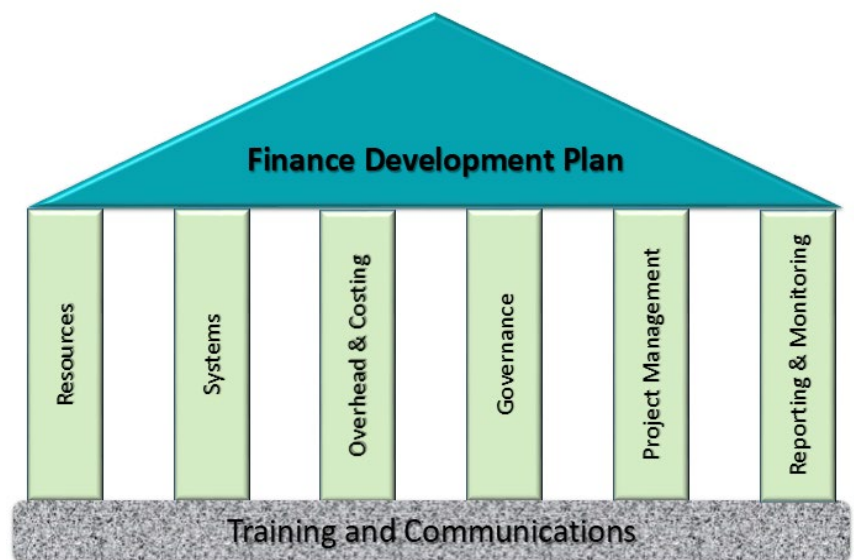 Finance Development Plan
Resources
Systems
Overhead & Costing
Governance
Project Management
Reporting & Monitoring
Training and Communications